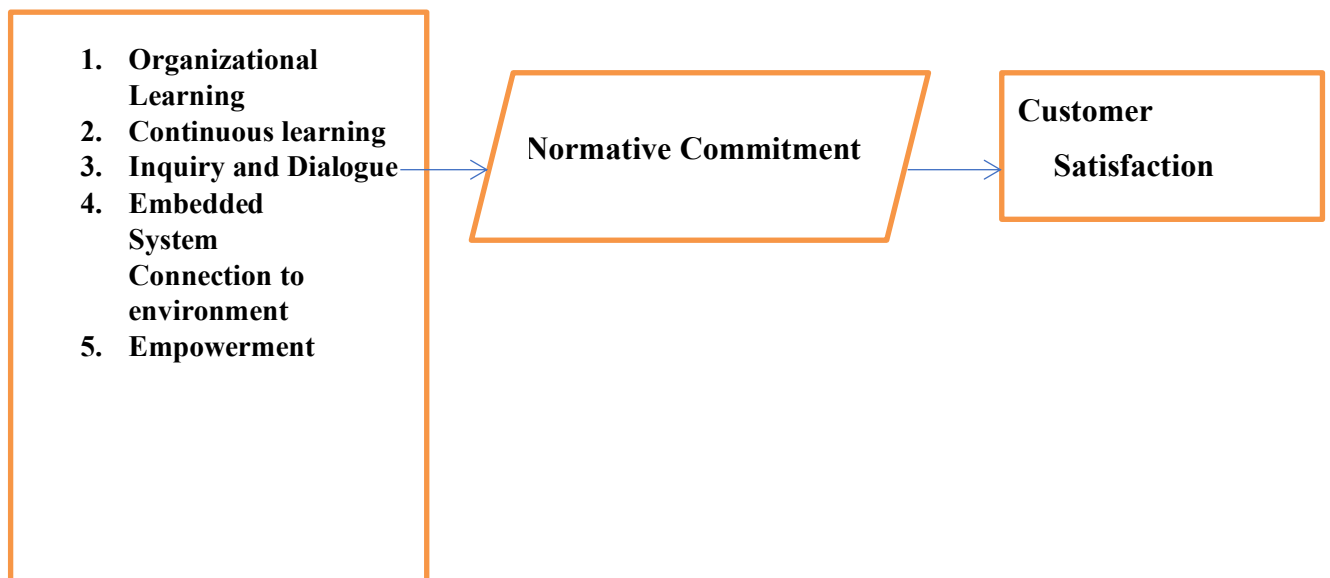 1. Organizational
Learning
2. Continuous learning
3. Inquiry and Dialogue
4. Embedded
System
Connection to
environment
5. Empowerment
Normative Commitment
Customer
Satisfaction